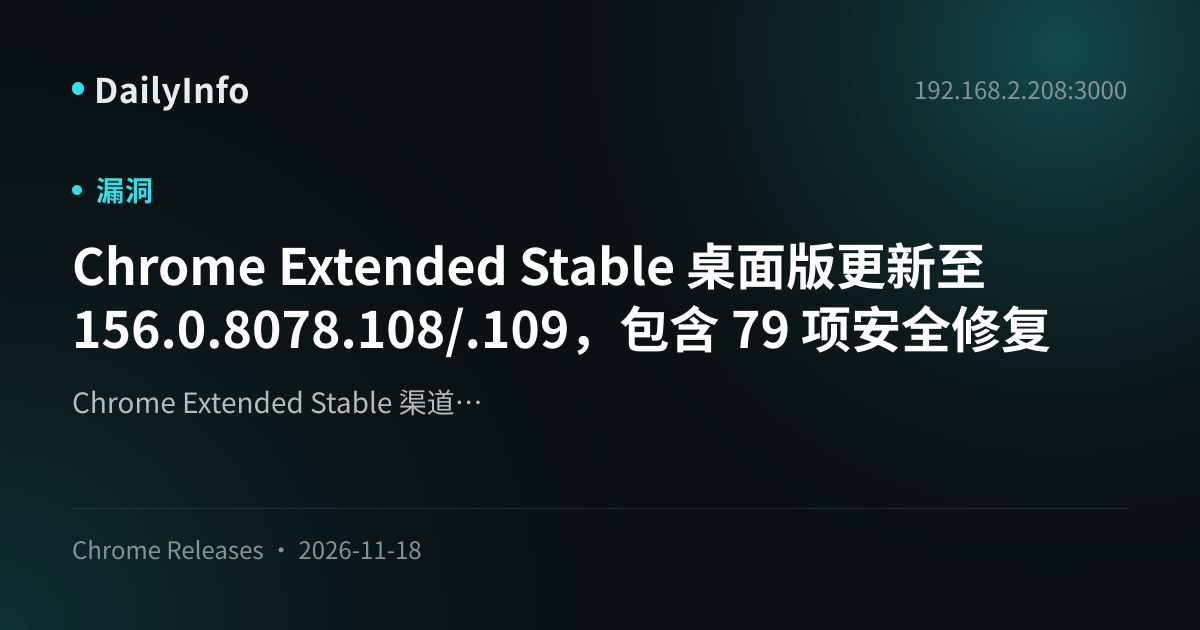 DailyInfo
192.168.2.208:3000
漏洞
Chrome Extended Stable 桌面版更新至
156.0.8078.108/.109，包含 79 项安全修复
Chrome Extended Stable 渠道…
Chrome Releases · 2026-11-18